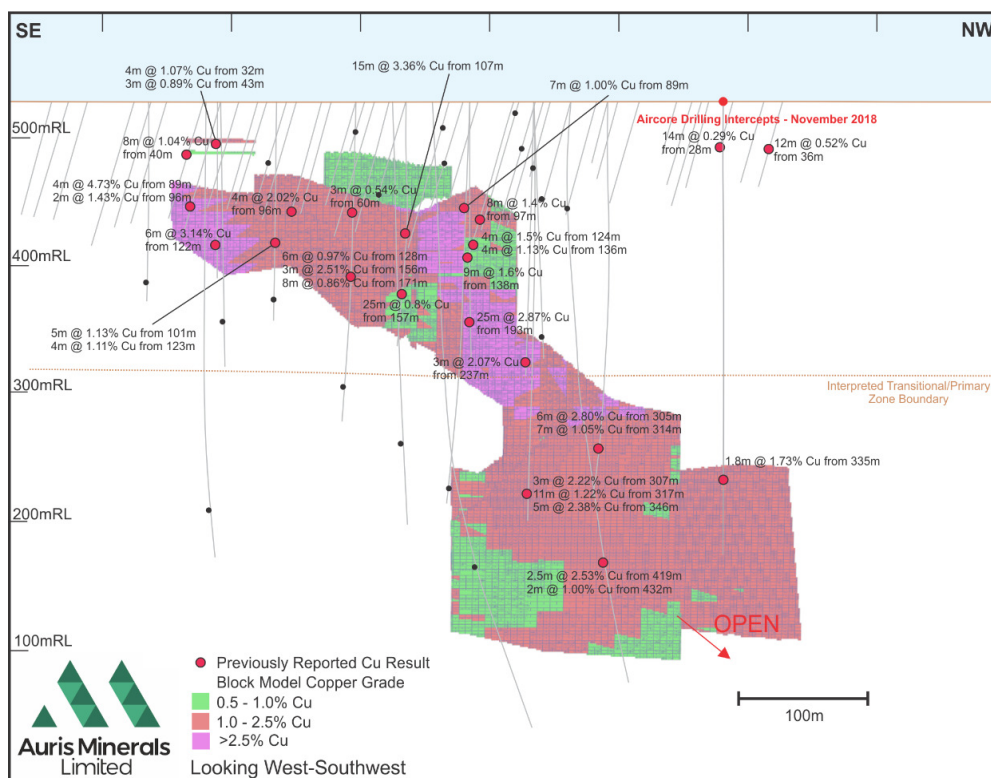 SE
NW
4m @ 1.07% Cu from 32m
3m @ 0.89% Cu from 43m
15m @ 3.36% Cu from 107m
7m @ 1.00% Cu from 89m
Aircore Drilling Intercepts - November 2018
500mRL
8m @ 1.04% Cu
from 40m
14m @ 0.29% Cu
from 28m
12m @ 0.52% Cu
from 36m
4m @ 4.73% Cu from 89m
2m @ 1.43% Cu from 96m
4m @ 2.02% Cu
from 96m
3m @ 0.54% Cu
from 60m
8m @ 1.4% Cu
from 97m
6m @ 3.14% Cu
from 122m
4m @ 1.5% Cu from 124m
4m @ 1.13% Cu from 136m
400mRL
6m @ 0.97% Cu from 128m
3m @ 2.51% Cu from 156m
8m @ 0.86% Cu from 171m
9m @ 1.6% Cu
from 138m
25m @ 0.8% Cu
from 157m
25m @ 2.87% Cu
from 193m
5m @ 1.13% Cu from 101m
4m @ 1.11% Cu from 123m
3m @ 2.07% Cu
from 237m
300mRL
Interpreted Transitional/Primary
Zone Boundary
6m @ 2.80% Cu from 305m
7m @ 1.05% Cu from 314m
1.8m @ 1.73% Cu from 335m
3m @ 2.22% Cu from 307m
11m @ 1.22% Cu from 317m
5m @ 2.38% Cu from 346m
200mRL
2.5m @ 2.53% Cu from 419m
2m @ 1.00% Cu from 432m
OPEN
100mRL
Previously Reported Cu Result
Block Model Copper Grade
0.5 - 1.0% Cu
1.0 - 2.5% Cu
>2.5% Cu
Looking West-Southwest
100m
Auris Minerals
Limited